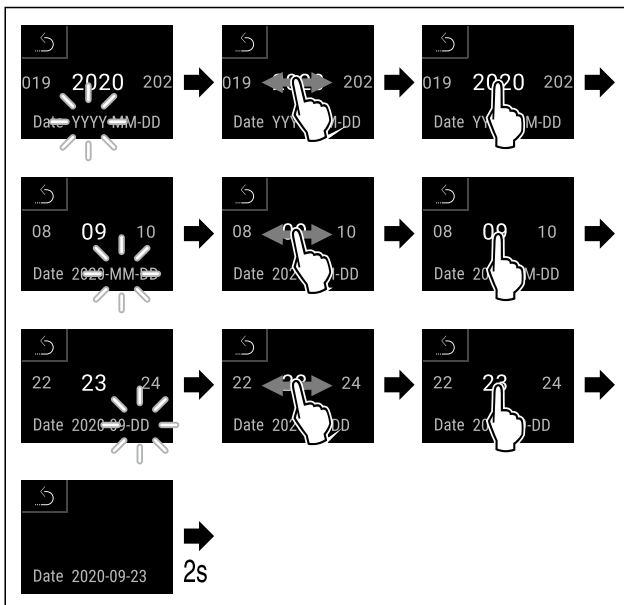 019 2020 202
Date YYYY-MM-DD
019 202
Date
019 2020 202
Date
08 09 10
Date 2020-MM-DD
08 10
Date
08 09 10
Date
22 23 24
Date 2020-09-DD
22 24
Date
22 23 24
Date
Date 2020-09-23
2s